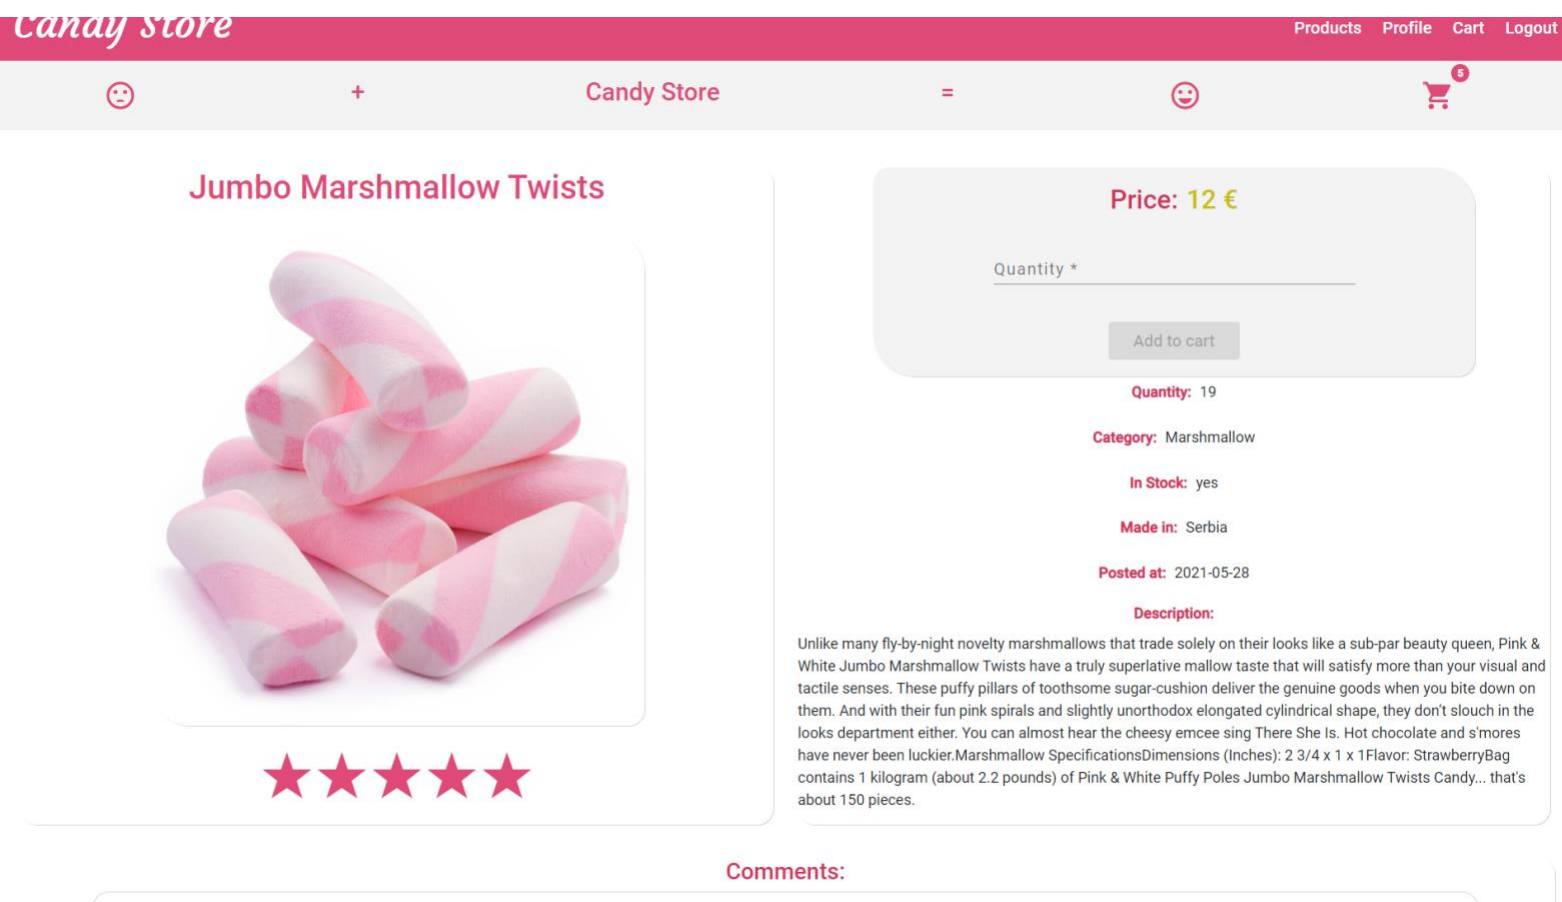 Candy Store
Products Profile Cart Logout
+ Candy Store = 5
Jumbo Marshmallow Twists
Price: 12 €
Quantity *
Add to cart
Quantity: 19
Category: Marshmallow
In Stock: yes
Made in: Serbia
Posted at: 2021-05-28
Description:
Unlike many fly-by-night novelty marshmallows that trade solely on their looks like a sub-par beauty queen, Pink &
White Jumbo Marshmallow Twists have a truly superlative mallow taste that will satisfy more than your visual and
tactile senses. These puffy pillars of toothsome sugar-cushion deliver the genuine goods when you bite down on
them. And with their fun pink spirals and slightly unorthodox elongated cylindrical shape, they don't slouch in the
looks department either. You can almost hear the cheesy emcee sing There She Is. Hot chocolate and s'mores
have never been luckier.Marshmallow SpecificationsDimensions (Inches): 2 3/4 x 1 x 1Flavor: StrawberryBag
contains 1 kilogram (about 2.2 pounds) of Pink & White Puffy Poles Jumbo Marshmallow Twists Candy... that's
about 150 pieces.
Comments: